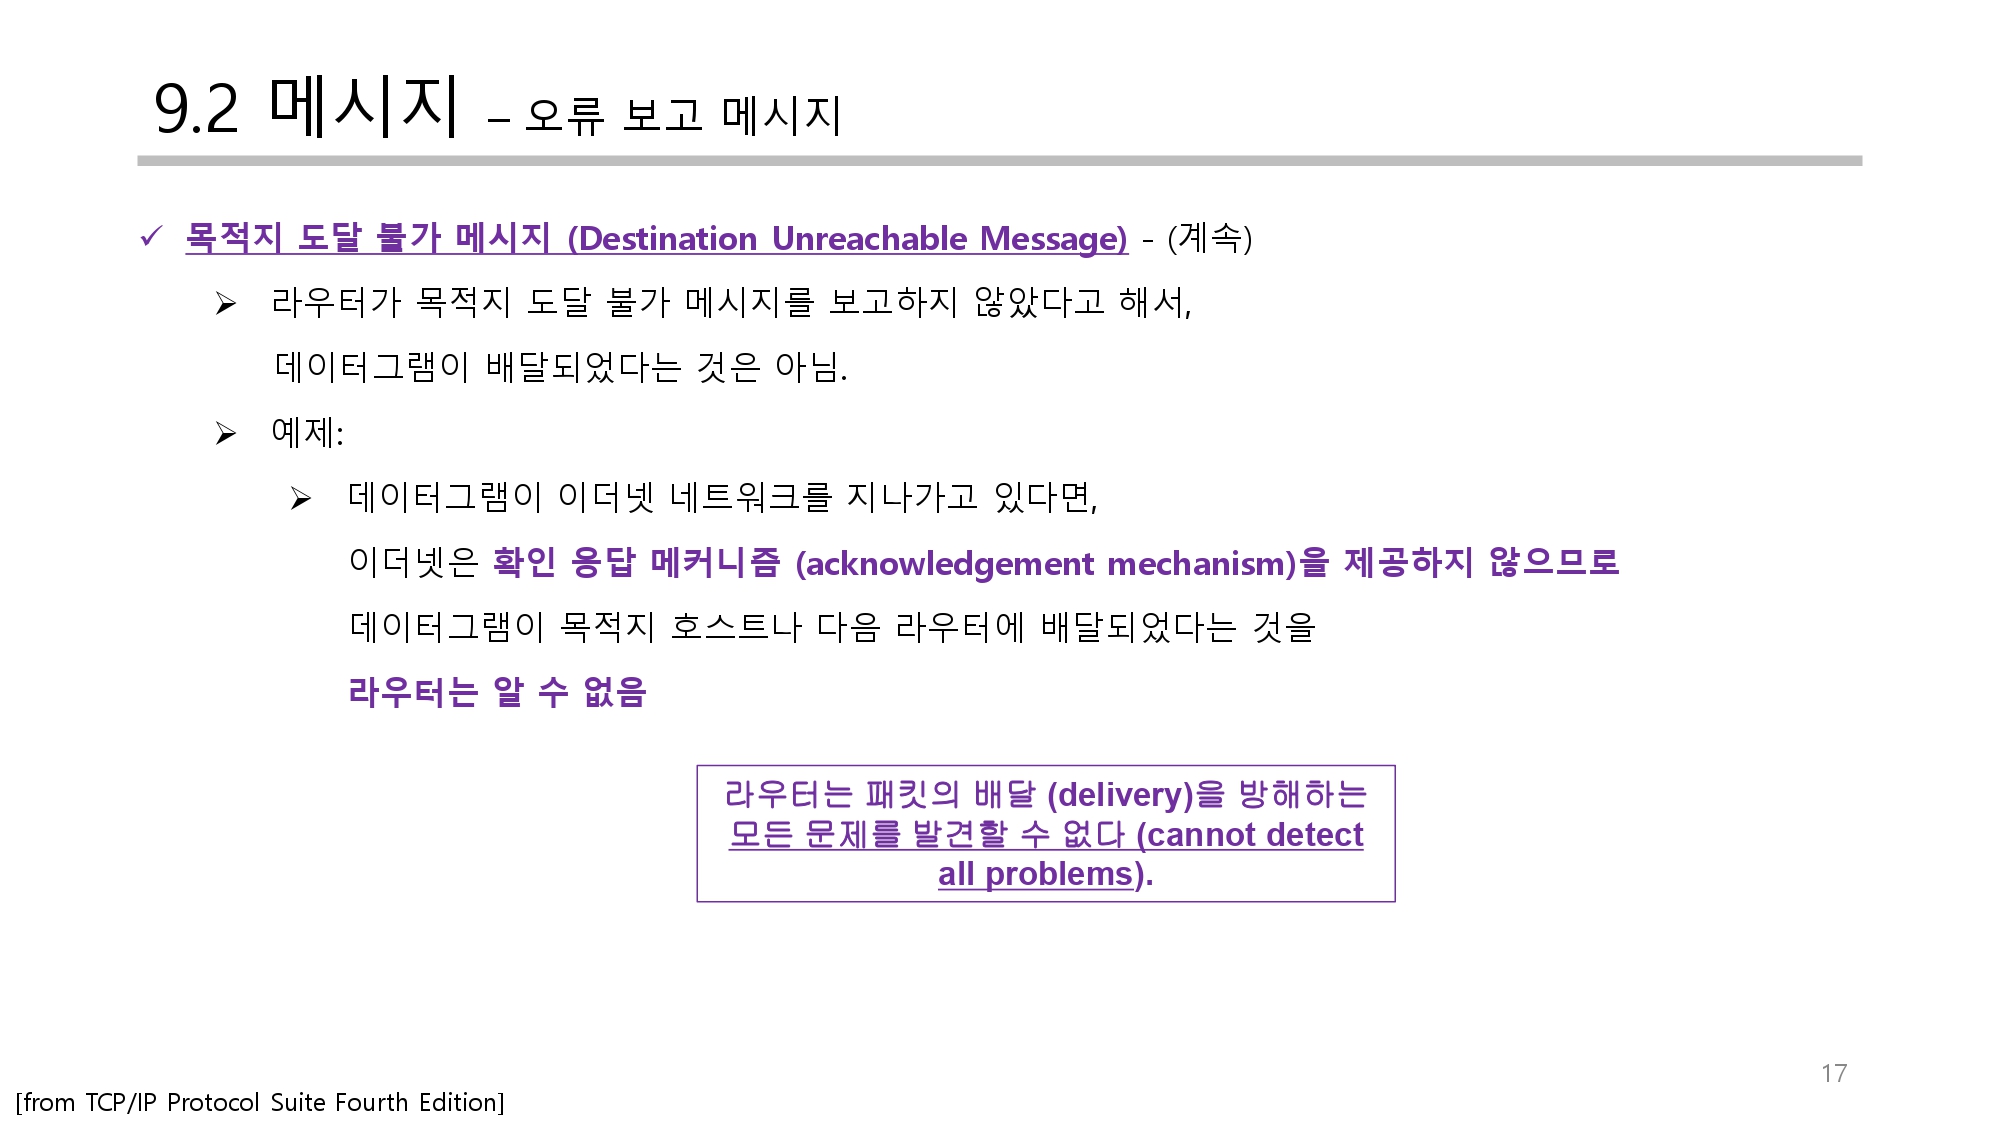 9.2 메시지 – 오류 보고 메시지
✓ 목적지 도달 불가 메시지 (Destination Unreachable Message) - (계속)
➢ 라우터가 목적지 도달 불가 메시지를 보고하지 않았다고 해서,
데이터그램이 배달되었다는 것은 아님.
➢ 예제:
➢ 데이터그램이 이더넷 네트워크를 지나가고 있다면,
이더넷은 확인 응답 메커니즘 (acknowledgement mechanism)을 제공하지 않으므로
데이터그램이 목적지 호스트나 다음 라우터에 배달되었다는 것을
라우터는 알 수 없음
라우터는 패킷의 배달 (delivery)을 방해하는
모든 문제를 발견할 수 없다 (cannot detect
all problems).
17
[from TCP/IP Protocol Suite Fourth Edition]